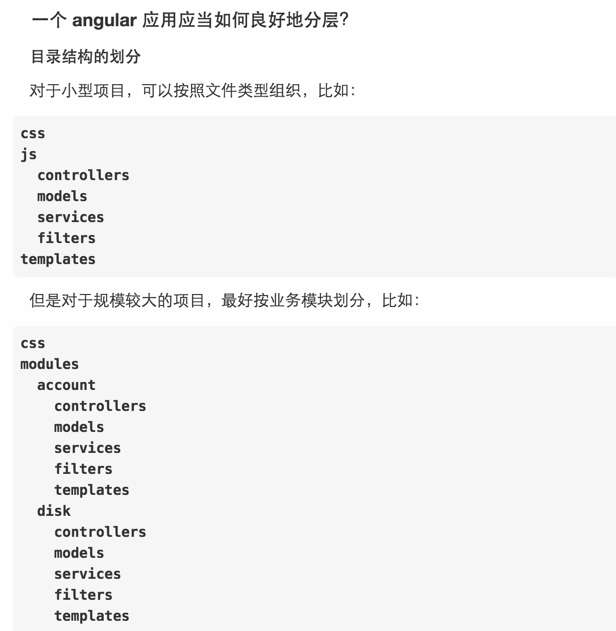 一个 angular 应用应当如何良好地分层?
目录结构的划分
对于小型项目，可以按照文件类型组织，比如：
css
js
controllers
models
services
filters
templates
但是对于规模较大的项目，最好按业务模块划分，比如：
css
modules
account
controllers
models
services
filters
templates
disk
controllers
models
services
filters
templates